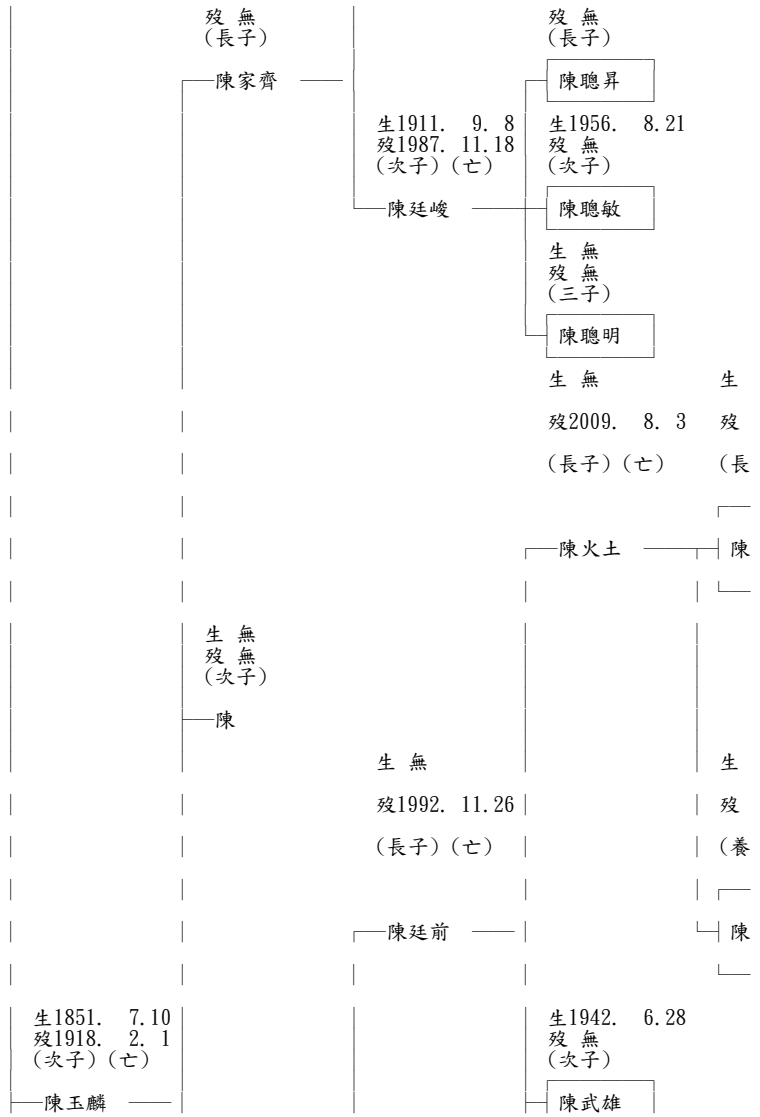 歿 無 歿 無
(長子) (長子)
陳家齊 陳聰昇
生1911. 9. 8 生1956. 8.21
歿1987. 11.18 歿 無
(次子)(亡) (次子)
陳廷峻 陳聰敏
生 無
歿 無
(三子)
陳聰明
生 無 生
歿2009. 8. 3 歿
(長子)(亡) (長
陳火土 陳
生 無
歿 無
(次子)
陳
生 無 生
歿1992. 11.26 歿
(長子)(亡) (養
陳廷前 陳
生1851. 7.10 生1942. 6.28
歿1918. 2. 1 歿 無
(次子)(亡) (次子)
陳玉麟 陳武雄